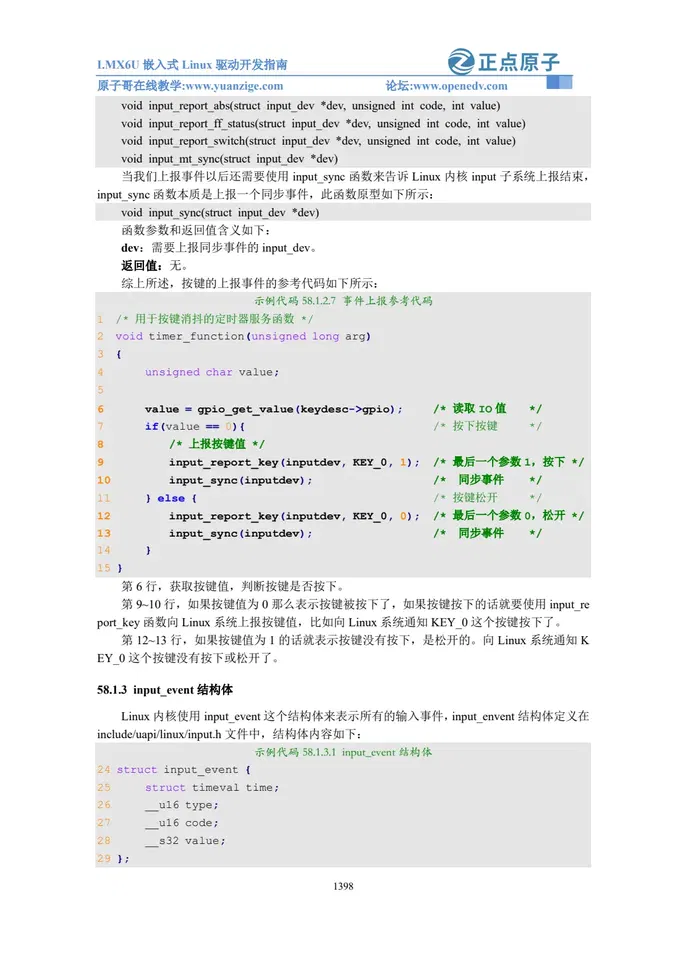 I.MX6U 嵌入式 Linux 驱动开发指南
正点原子
原子哥在线教学:www.yuanzige.com 论坛:www.openedv.com
void input_report_abs(struct input_dev *dev, unsigned int code, int value)
void input_report_ff_status(struct input_dev *dev, unsigned int code, int value)
void input_report_switch(struct input_dev *dev, unsigned int code, int value)
void input_mt_sync(struct input_dev *dev)
当我们上报事件以后还需要使用 input_sync 函数来告诉 Linux 内核 input 子系统上报结束，
input_sync 函数本质是上报一个同步事件，此函数原型如下所示：
void input_sync(struct input_dev *dev)
函数参数和返回值含义如下：
dev：需要上报同步事件的 input_dev。
返回值：无。
综上所述，按键的上报事件的参考代码如下所示：
示例代码 58.1.2.7 事件上报参考代码
1 /* 用于按键消抖的定时器服务函数 */
2 void timer_function(unsigned long arg)
3 {
4 unsigned char value;
5
6 value = gpio_get_value(keydesc->gpio); /* 读取 IO 值 */
7 if(value == 0){ /* 按下按键 */
8 /* 上报按键值 */
9 input_report_key(inputdev, KEY_0, 1); /* 最后一个参数 1，按下 */
10 input_sync(inputdev); /* 同步事件 */
11 } else { /* 按键松开 */
12 input_report_key(inputdev, KEY_0, 0); /* 最后一个参数 0，松开 */
13 input_sync(inputdev); /* 同步事件 */
14 }
15 }
第 6 行，获取按键值，判断按键是否按下。
第 9~10 行，如果按键值为 0 那么表示按键被按下了，如果按键按下的话就要使用 input_re
port_key 函数向 Linux 系统上报按键值，比如向 Linux 系统通知 KEY_0 这个按键按下了。
第 12~13 行，如果按键值为 1 的话就表示按键没有按下，是松开的。向 Linux 系统通知 K
EY_0 这个按键没有按下或松开了。
58.1.3 input_event 结构体
Linux 内核使用 input_event 这个结构体来表示所有的输入事件，input_envent 结构体定义在
include/uapi/linux/input.h 文件中，结构体内容如下：
示例代码 58.1.3.1 input_event 结构体
24 struct input_event {
25 struct timeval time;
26 __u16 type;
27 __u16 code;
28 __s32 value;
29 };
1398